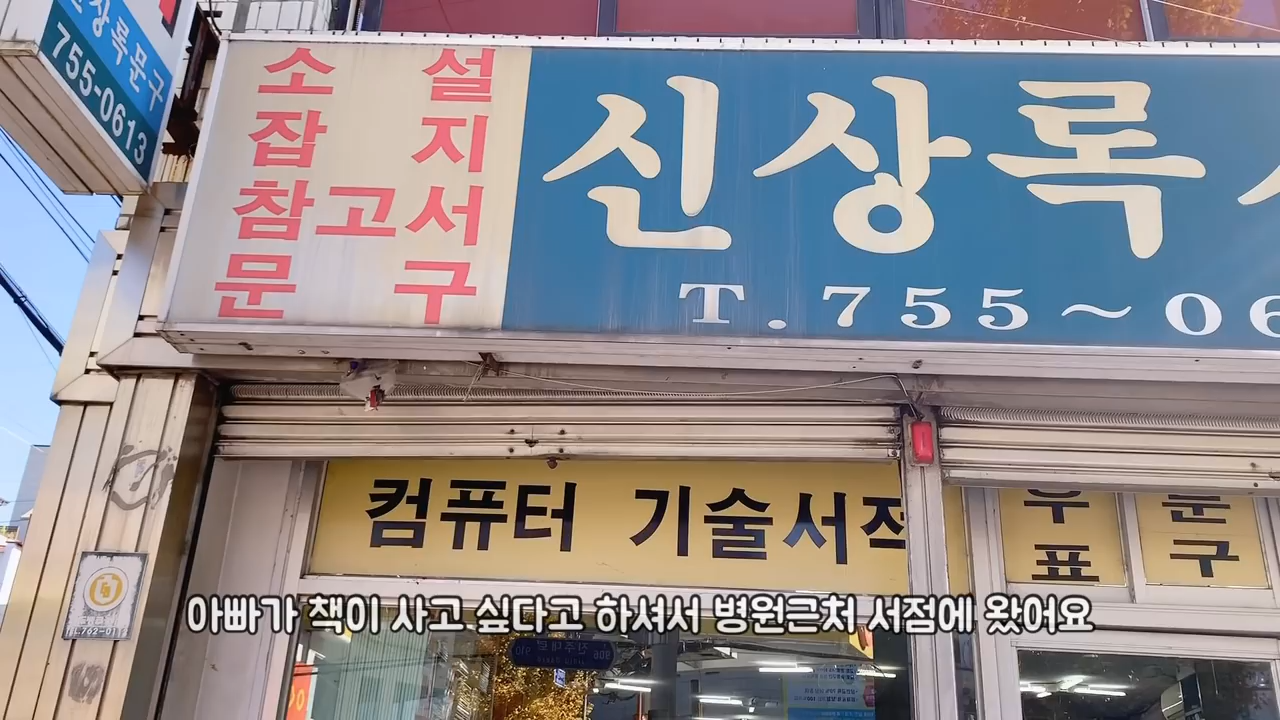 신상록문구
755-0613
소설
잡지
참고서
문구
신상록
T. 755~06
컴퓨터 기술서적
우표
문구
아빠가 책이 사고 싶다고 하셔서 병원근처 서점에 왔어요